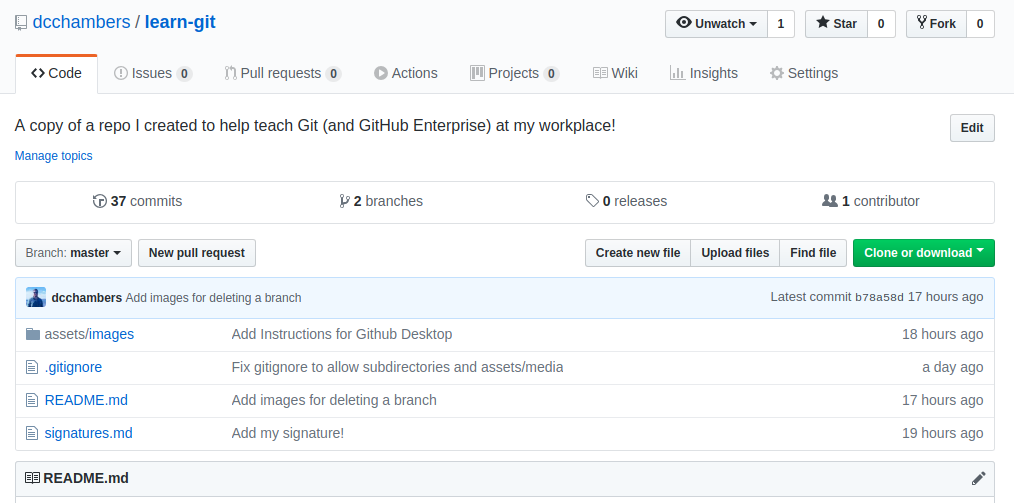 dcchambers / learn-git
Unwatch 1 Star 0 Fork 0
Code Issues 0 Pull requests 0 Actions Projects 0 Wiki Insights Settings
A copy of a repo I created to help teach Git (and GitHub Enterprise) at my workplace! Edit
Manage topics
37 commits 2 branches 0 releases 1 contributor
Branch: master New pull request Create new file Upload files Find file Clone or download
dcchambers Add images for deleting a branch Latest commit b78a58d 17 hours ago
assets/images Add Instructions for Github Desktop 18 hours ago
.gitignore Fix gitignore to allow subdirectories and assets/media a day ago
README.md Add images for deleting a branch 17 hours ago
signatures.md Add my signature! 19 hours ago
README.md